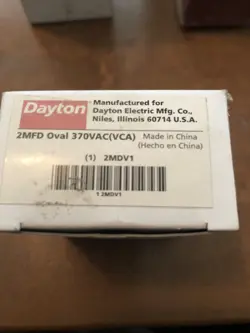 Dayton
Manufactured for
Dayton Electric Mfg. Co.,
Niles, Illinois 60714 U.S.A.
2MFD Oval 370VAC(VCA) Made in China
(Hecho en China)
(1) 2MDV1
1 2MDV1